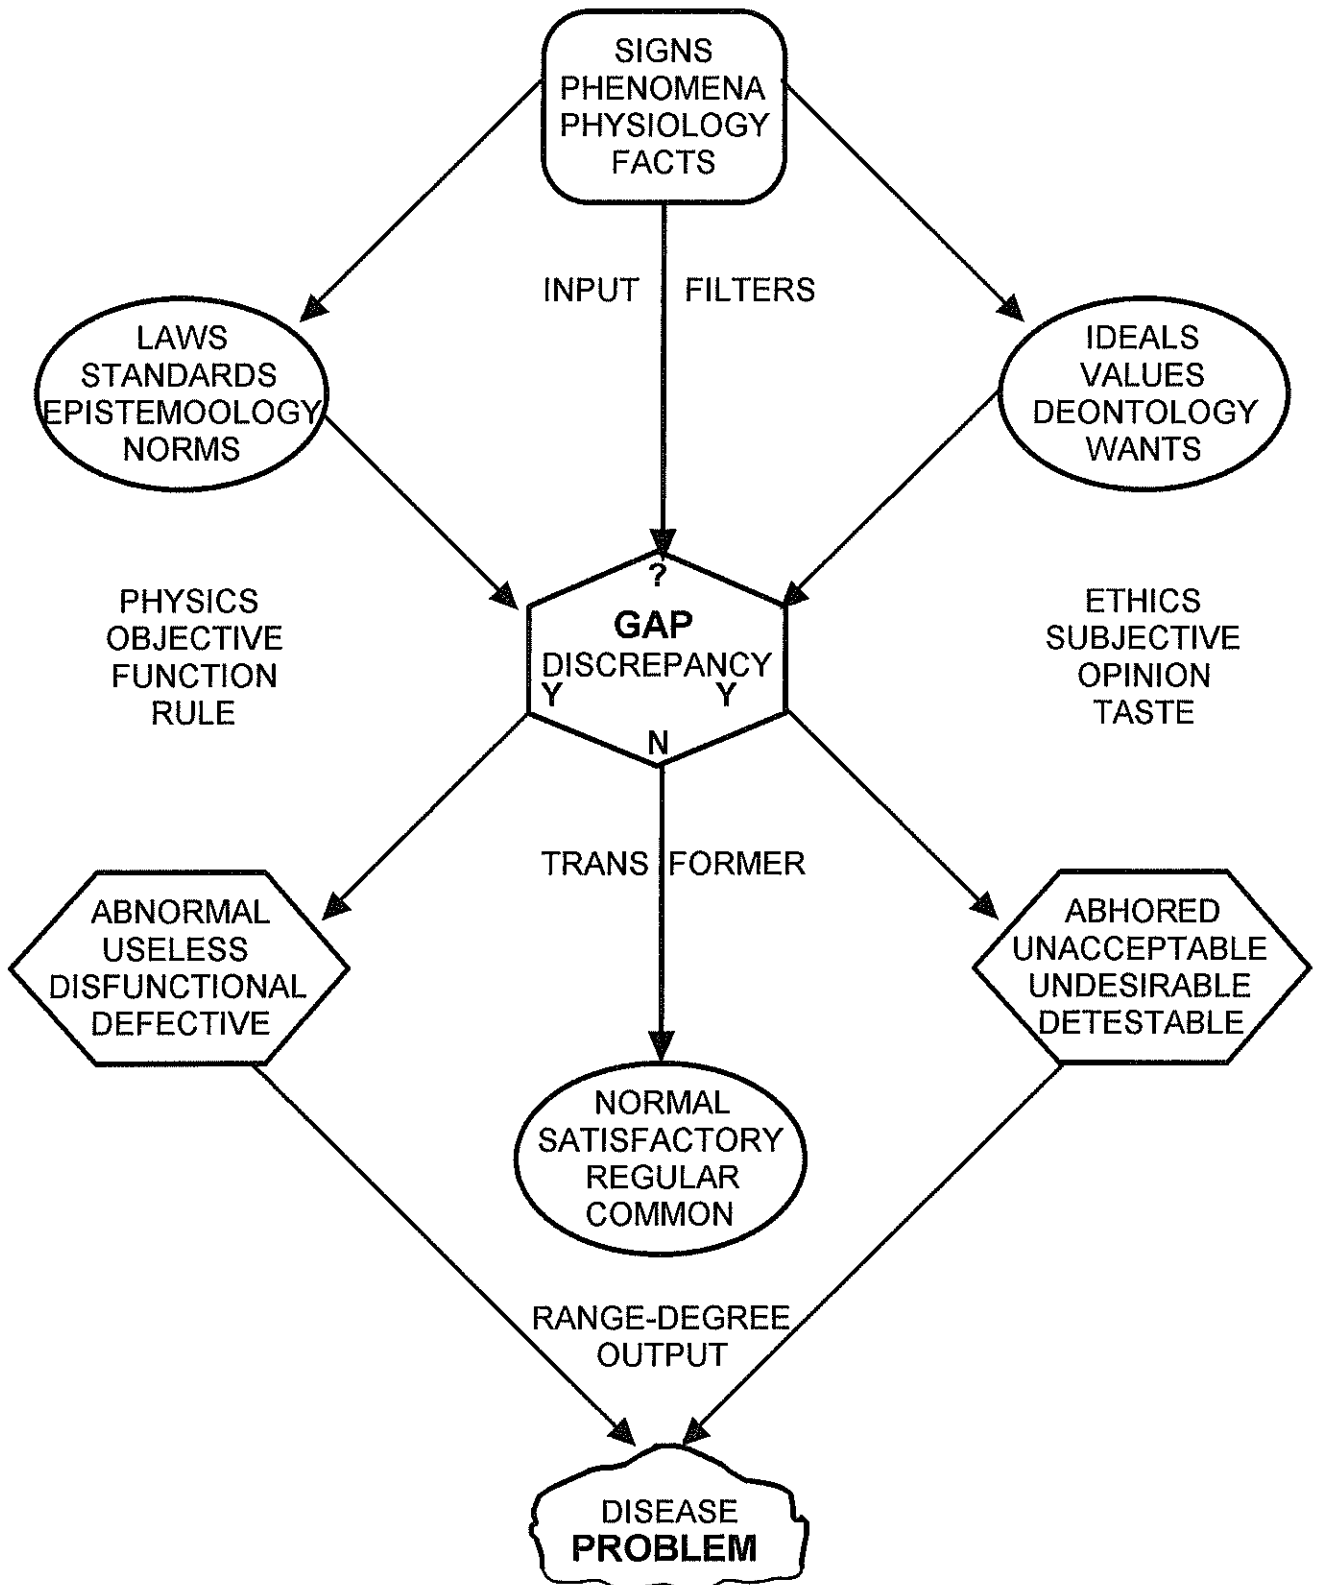 SIGNS
PHENOMENA
PHYSIOLOGY
FACTS
INPUT FILTERS
LAWS
STANDARDS
EPISTEMOOLOGY
NORMS
IDEALS
VALUES
DEONTOLOGY
WANTS
?
GAP
DISCREPANCY
Y Y
N
PHYSICS
OBJECTIVE
FUNCTION
RULE
ETHICS
SUBJECTIVE
OPINION
TASTE
TRANS FORMER
ABNORMAL
USELESS
DISFUNCTIONAL
DEFECTIVE
ABHORED
UNACCEPTABLE
UNDESIRABLE
DETESTABLE
NORMAL
SATISFACTORY
REGULAR
COMMON
RANGE-DEGREE
OUTPUT
DISEASE
PROBLEM